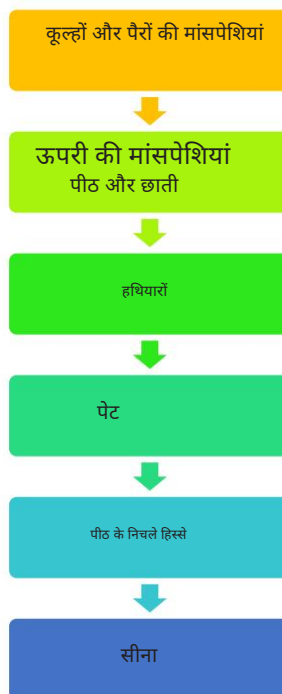 कूल्हों और पैरों की मांसपेशियां
ऊपरी की मांसपेशियां
पीठ और छाती
हथियारों
पेट
पीठ के निचले हिस्से
सीना